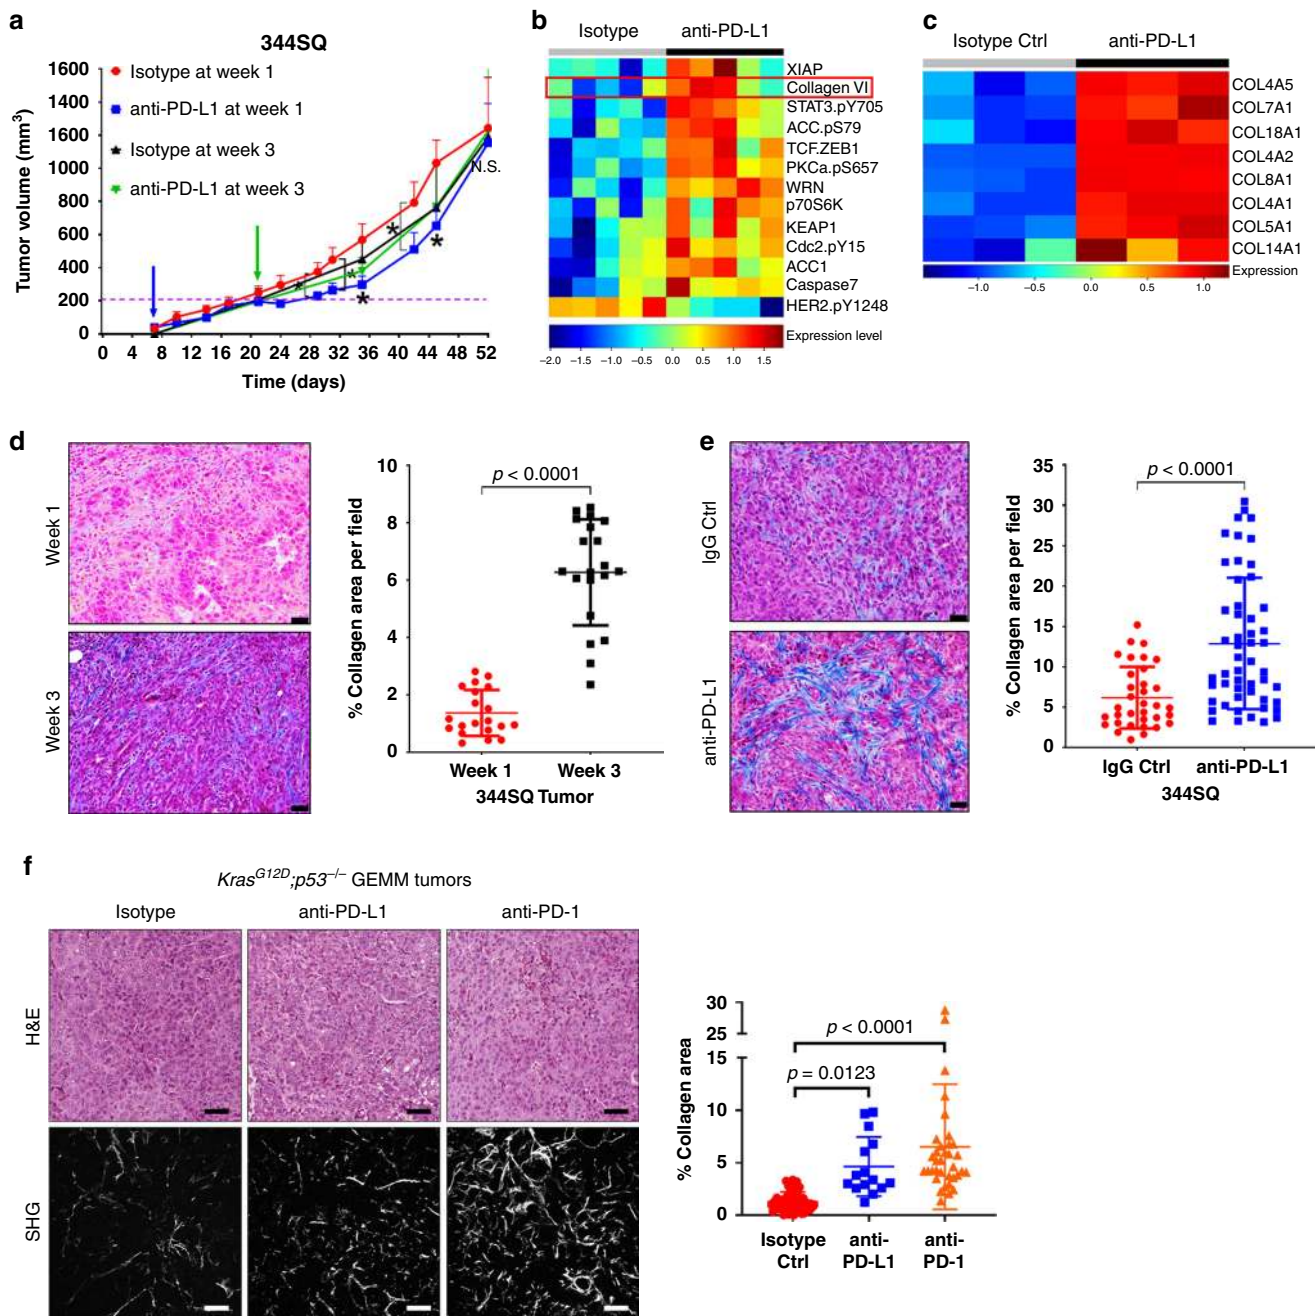 a
344SQ
Isotype at week 1
anti-PD-L1 at week 1
Isotype at week 3
anti-PD-L1 at week 3
Tumor volume (mm³)
1600
1400
1600
1000
800
600
400
200
0
N.S.
*
*
*
*
*
0 4 8 12 16 20 24 28 32 36 40 44 48 52
Time (days)
b
Isotype anti-PD-L1
XIAP
Collagen VI
STAT3.pY705
ACC.pS79
TCF.ZEB1
PKCa.pS657
WRN
p70S6K
KEAP1
Cdc2.pY15
ACC1
Caspase7
HER2.pY1248
Expression level
−2.0 −1.5 −1.0 −0.5 0.0 0.5 1.0 1.5
c
Isotype Ctrl anti-PD-L1
COL4A5
COL7A1
COL18A1
COL4A2
COL8A1
COL4A1
COL5A1
COL14A1
Expression
−1.0 −0.5 0.0 0.5 1.0
d
Week 1
Week 3
% Collagen area per field
10
8
6
4
2
0
p < 0.0001
Week 1 Week 3
344SQ Tumor
e
IgG Ctrl
anti-PD-L1
% Collagen area per field
35
30
25
20
15
10
5
0
p < 0.0001
IgG Ctrl anti-PD-L1
344SQ
f
Kras^G12D;p53^−/− GEMM tumors
Isotype anti-PD-L1 anti-PD-1
H&E
SHG
% Collagen area
30
25
15
10
5
0
p < 0.0001
p = 0.0123
Isotype Ctrl
anti-PD-L1
anti-PD-1